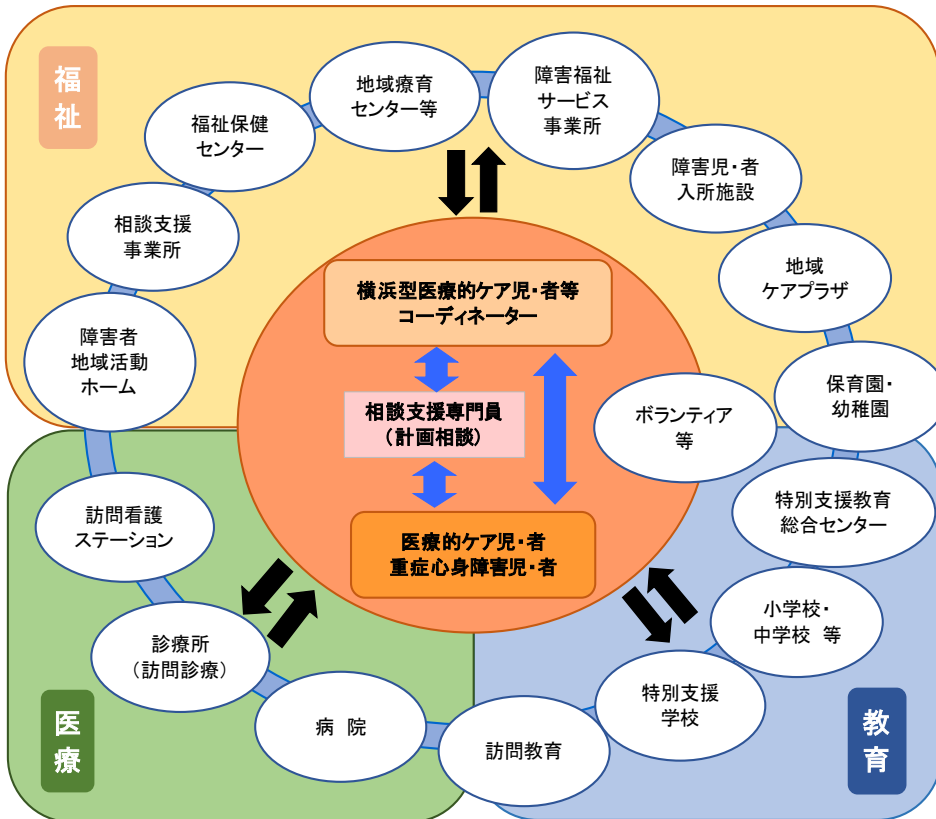 福祉
地域療育
センター等
障害福祉
サービス
事業所
福祉保健
センター
障害児・者
入所施設
相談支援
事業所
地域
ケアプラザ
障害者
地域活動
ホーム
保育園・
幼稚園
ボランティア
等
横浜型医療的ケア児・者等
コーディネーター
相談支援専門員
（計画相談）
医療的ケア児・者
重症心身障害児・者
訪問看護
ステーション
特別支援教育
総合センター
診療所
（訪問診療）
小学校・
中学校 等
病 院
特別支援
学校
訪問教育
医療
教育